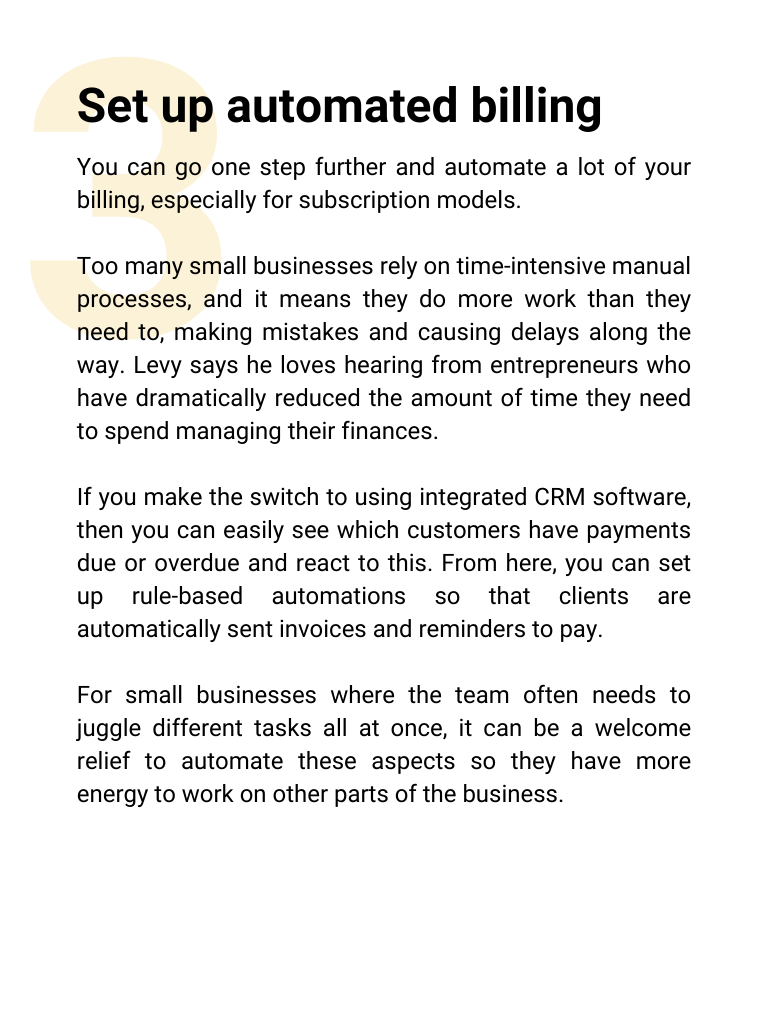 3
Set up automated billing
You can go one step further and automate a lot of your
billing, especially for subscription models.
Too many small businesses rely on time-intensive manual
processes, and it means they do more work than they
need to, making mistakes and causing delays along the
way. Levy says he loves hearing from entrepreneurs who
have dramatically reduced the amount of time they need
to spend managing their finances.
If you make the switch to using integrated CRM software,
then you can easily see which customers have payments
due or overdue and react to this. From here, you can set
up rule-based automations so that clients are
automatically sent invoices and reminders to pay.
For small businesses where the team often needs to
juggle different tasks all at once, it can be a welcome
relief to automate these aspects so they have more
energy to work on other parts of the business.